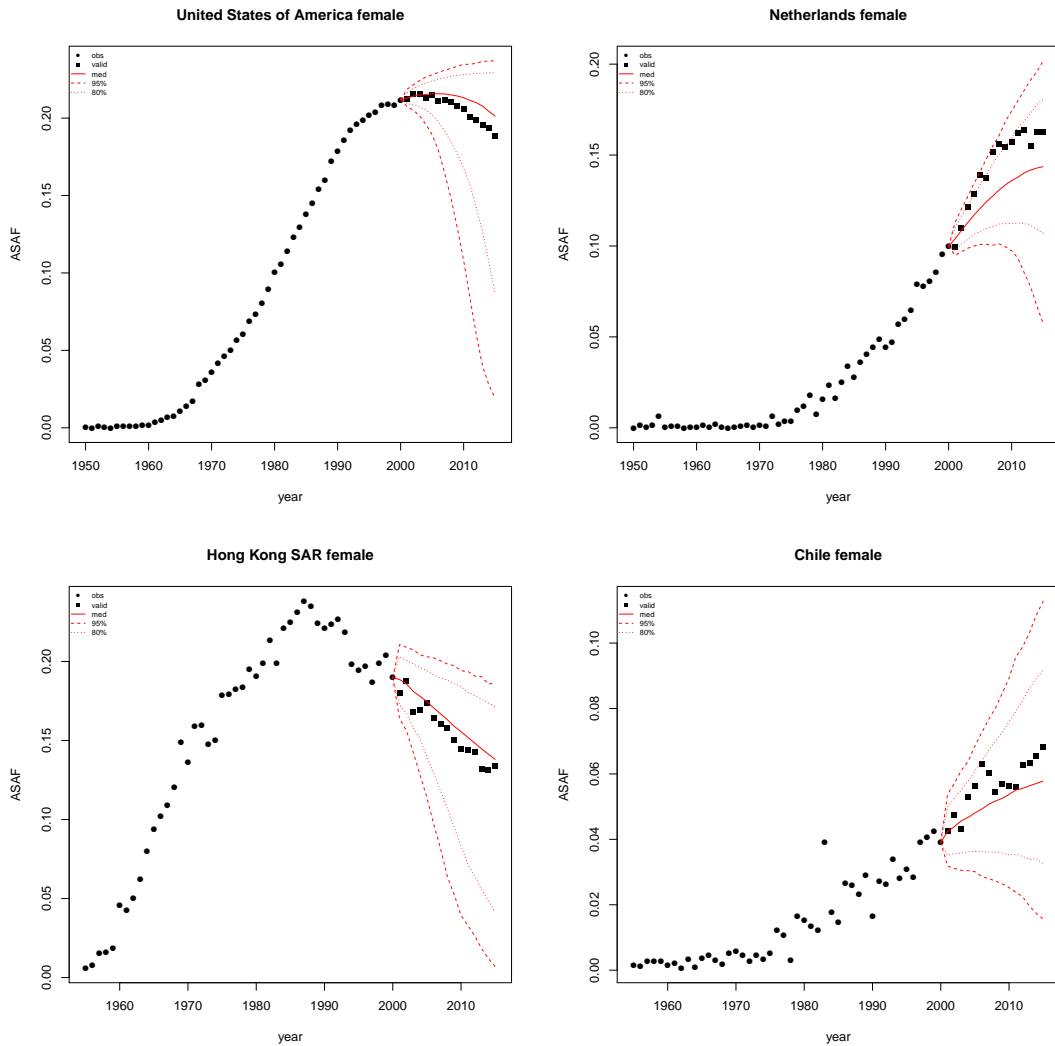 United States of America female
obs
valid
med
95%
80%
ASAF
0.00 0.05 0.10 0.15 0.20
1950 1960 1970 1980 1990 2000 2010
year
Netherlands female
obs
valid
med
95%
80%
ASAF
0.00 0.05 0.10 0.15 0.20
1950 1960 1970 1980 1990 2000 2010
year
Hong Kong SAR female
obs
valid
med
95%
80%
ASAF
0.00 0.05 0.10 0.15 0.20
1960 1970 1980 1990 2000 2010
year
Chile female
obs
valid
med
95%
80%
ASAF
0.00 0.02 0.04 0.06 0.08 0.10
1960 1970 1980 1990 2000 2010
year